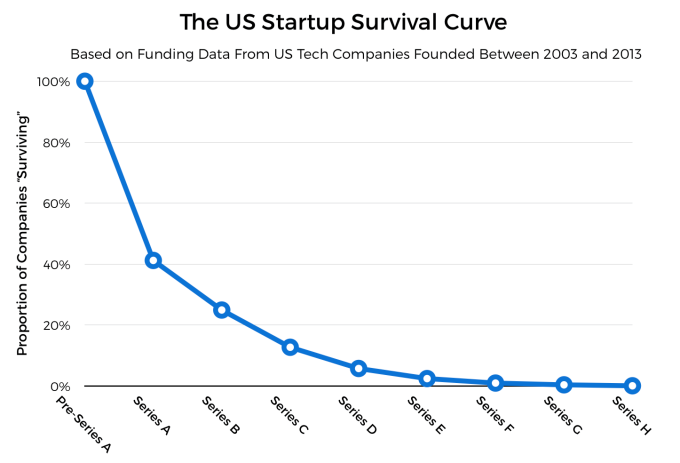 The US Startup Survival Curve
Based on Funding Data From US Tech Companies Founded Between 2003 and 2013
Proportion of Companies “Surviving”
100%
80%
60%
40%
20%
0%
Pre-Series A
Series A
Series B
Series C
Series D
Series E
Series F
Series G
Series H